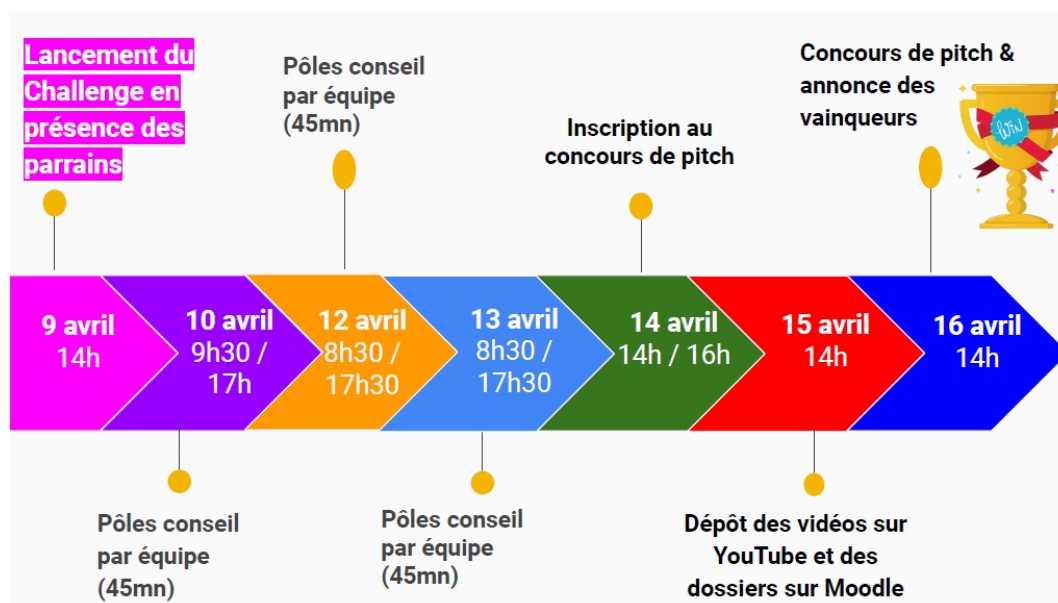 Lancement du
Challenge en
présence des
parrains
Pôles conseil
par équipe
(45mn)
Inscription au
concours de pitch
Concours de pitch &
annonce des
vainqueurs
WIN
9 avril
14h
10 avril
9h30 /
17h
12 avril
8h30 /
17h30
13 avril
8h30 /
17h30
14 avril
14h / 16h
15 avril
14h
16 avril
14h
Pôles conseil
par équipe
(45mn)
Pôles conseil
par équipe
(45mn)
Dépôt des vidéos sur
YouTube et des
dossiers sur Moodle